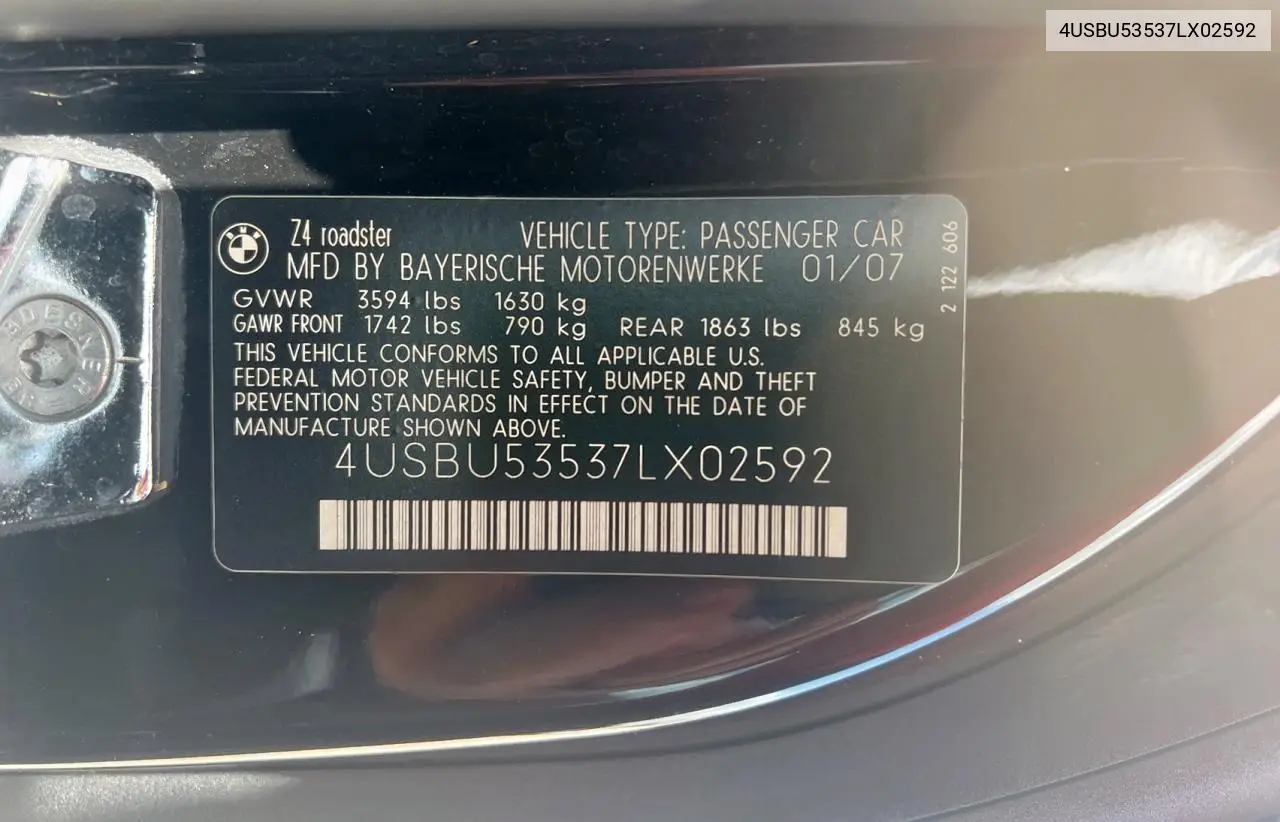 4USBU53537LX02592
BMW
Z4 roadster VEHICLE TYPE: PASSENGER CAR
MFD BY BAYERISCHE MOTORENWERKE 01/07
GVWR 3594 lbs 1630 kg
GAWR FRONT 1742 lbs 790 kg REAR 1863 lbs 845 kg
THIS VEHICLE CONFORMS TO ALL APPLICABLE U.S.
FEDERAL MOTOR VEHICLE SAFETY, BUMPER AND THEFT
PREVENTION STANDARDS IN EFFECT ON THE DATE OF
MANUFACTURE SHOWN ABOVE.
4USBU53537LX02592
2 122 606